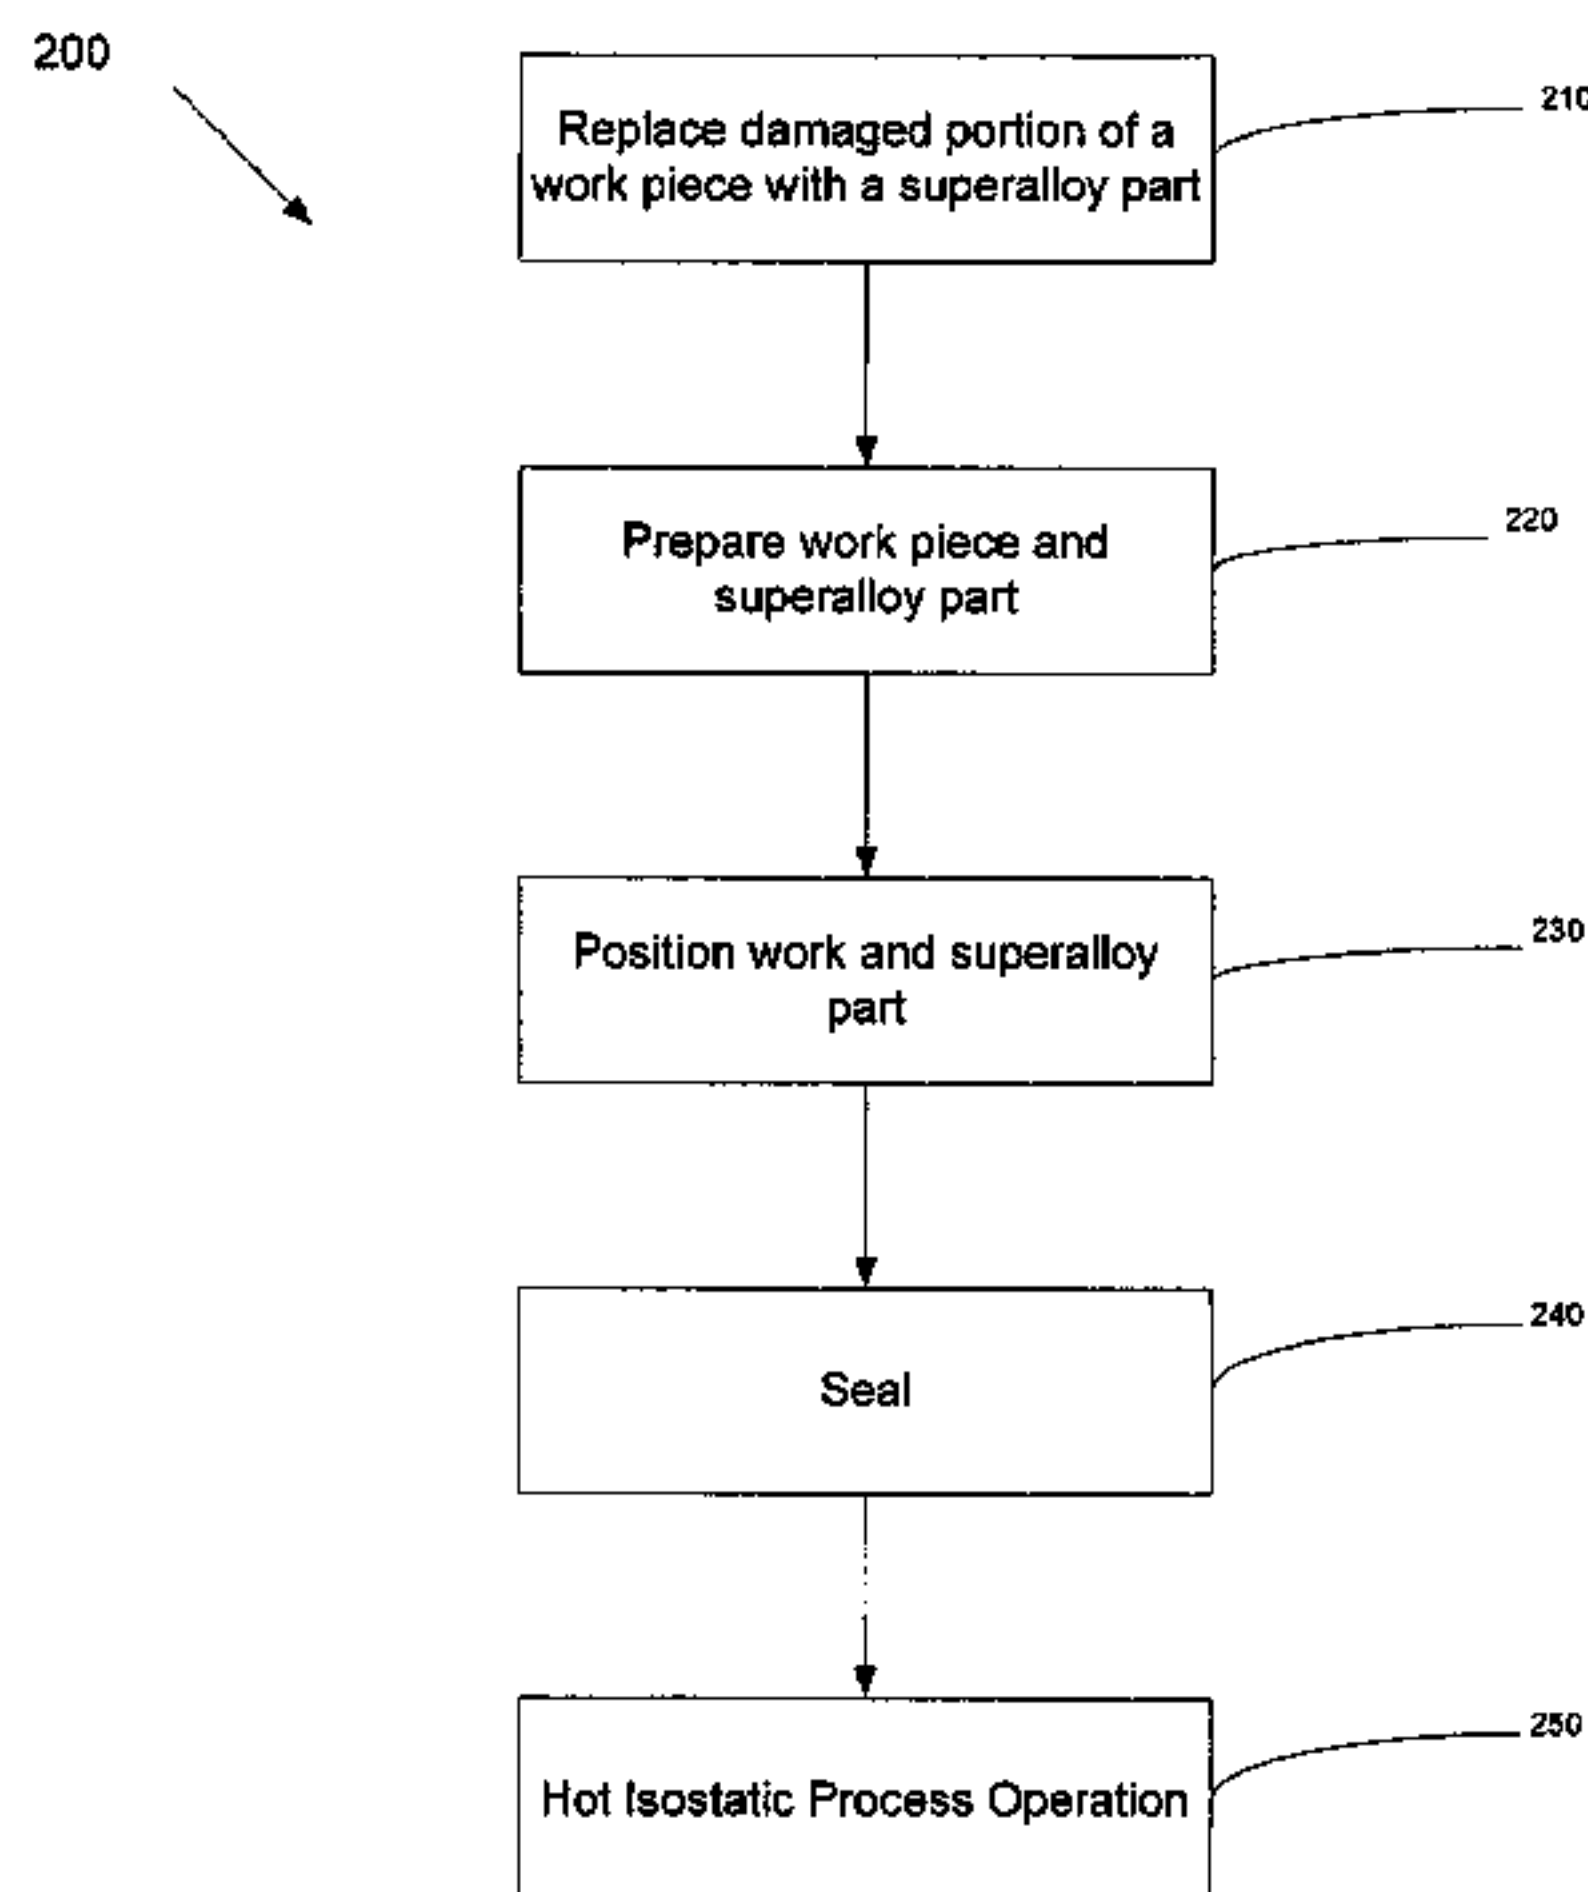 200
Replace damaged portion of a
work piece with a superalloy part
210
Prepare work piece and
superalloy part
220
Position work and superalloy
part
230
Seal
240
Hot Isostatic Process Operation
250